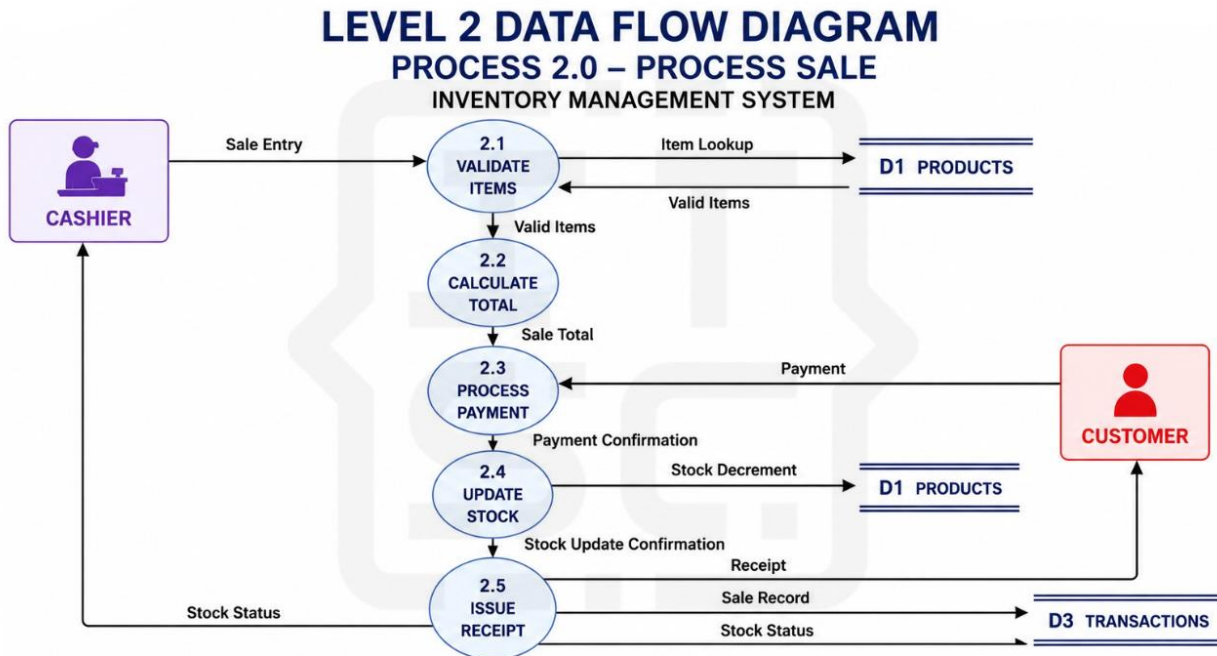 LEVEL 2 DATA FLOW DIAGRAM
PROCESS 2.0 – PROCESS SALE
INVENTORY MANAGEMENT SYSTEM
CASHIER
Sale Entry
2.1
VALIDATE
ITEMS
Item Lookup
D1 PRODUCTS
Valid Items
Valid Items
2.2
CALCULATE
TOTAL
Sale Total
2.3
PROCESS
PAYMENT
Payment
CUSTOMER
Payment Confirmation
2.4
UPDATE
STOCK
Stock Decrement
D1 PRODUCTS
Stock Update Confirmation
2.5
ISSUE
RECEIPT
Receipt
Sale Record
D3 TRANSACTIONS
Stock Status
Stock Status